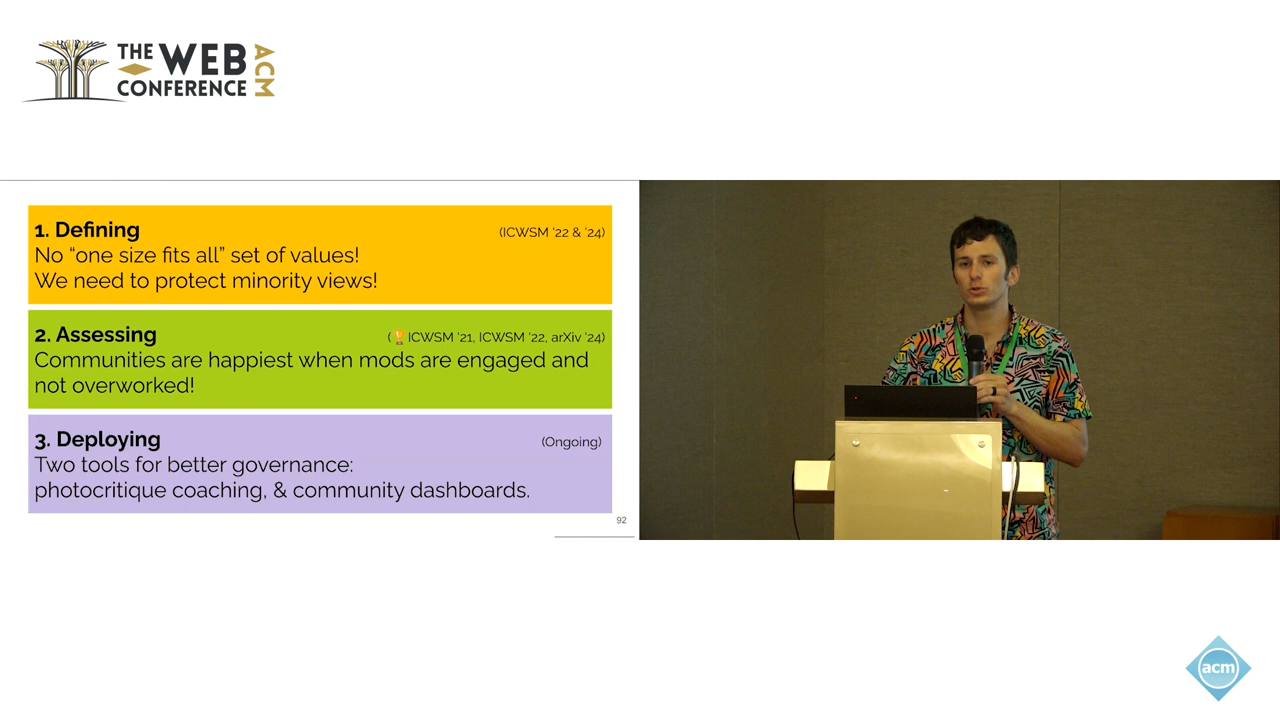 THE WEB
CONFERENCE
ACM
1. Defining (ICWSM '22 & '24)
No “one size fits all” set of values!
We need to protect minority views!
2. Assessing (🏆ICWSM '21, ICWSM '22, arXiv '24)
Communities are happiest when mods are engaged and
not overworked!
3. Deploying (Ongoing)
Two tools for better governance:
photocritique coaching, & community dashboards.
92
acm